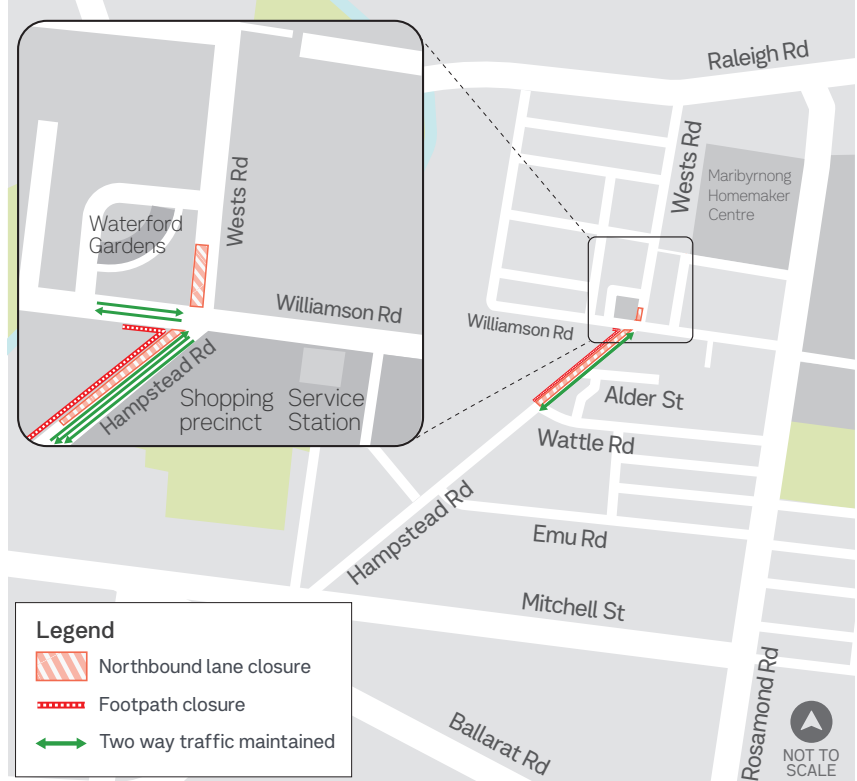 Raleigh Rd
Wests Rd
Maribyrnong
Homemaker
Centre
Wests Rd
Waterford
Gardens
Williamson Rd
Williamson Rd
Hampstead Rd
Shopping
precinct
Service
Station
Alder St
Wattle Rd
Hampstead Rd
Emu Rd
Mitchell St
Rosamond Rd
Ballarat Rd
Legend
Northbound lane closure
Footpath closure
Two way traffic maintained
NOT TO
SCALE